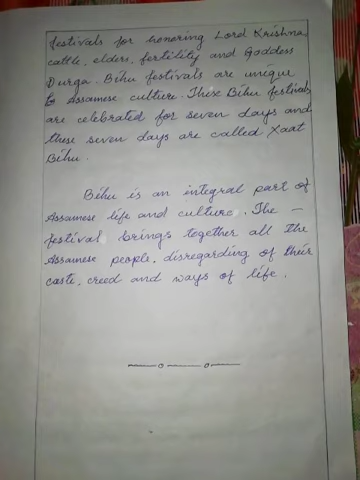 festivals for honoring Lord Krishna,
cattle, elders, fertility and Goddess
Durga. Bihu festivals are unique
to Assamese culture. These Bihu festivals
are celebrated for seven days and
these seven days are called Xaat
Bihu.
Bihu is an integral part of
Assamese life and culture. The –
festival brings together all the
Assamese people, disregarding of their
caste, creed and ways of life.